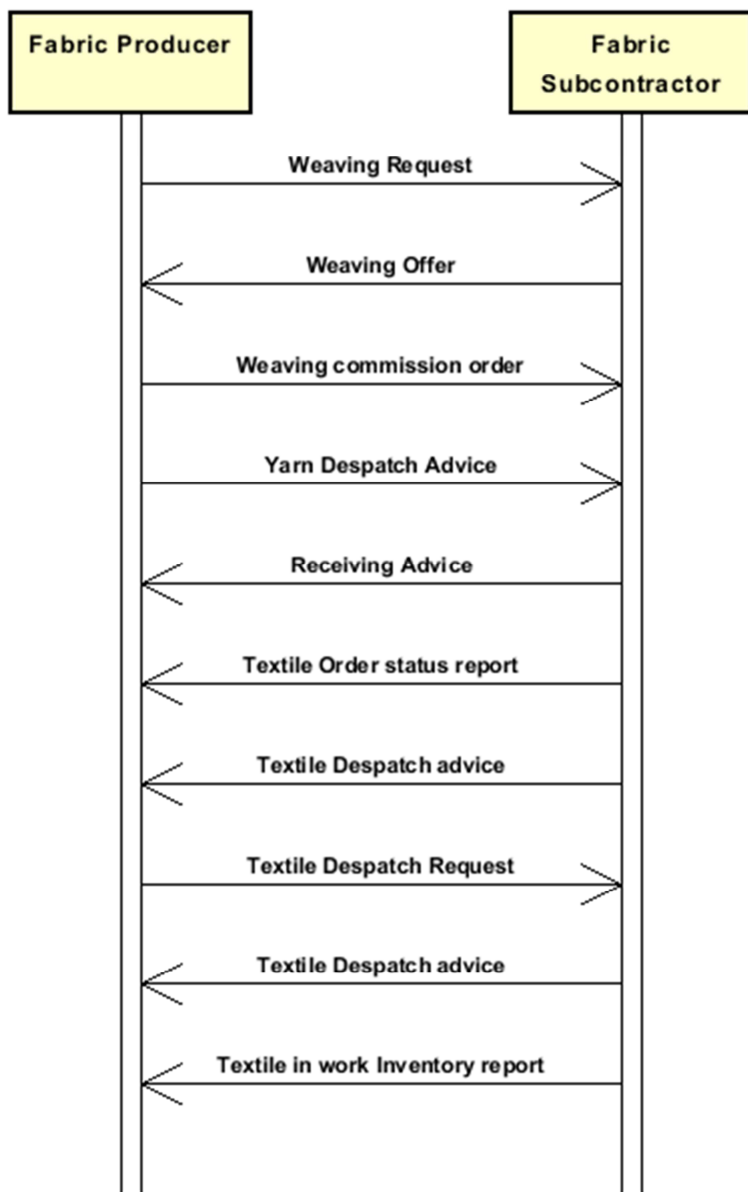 Fabric Producer
Fabric
Subcontractor
Weaving Request
Weaving Offer
Weaving commission order
Yarn Despatch Advice
Receiving Advice
Textile Order status report
Textile Despatch advice
Textile Despatch Request
Textile Despatch advice
Textile in work Inventory report